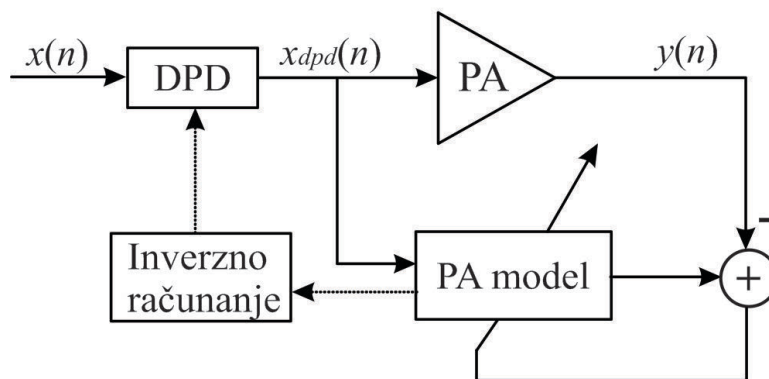 x(n)
DPD
xdpd(n)
PA
y(n)
-
Inverzno
računanje
PA model
+